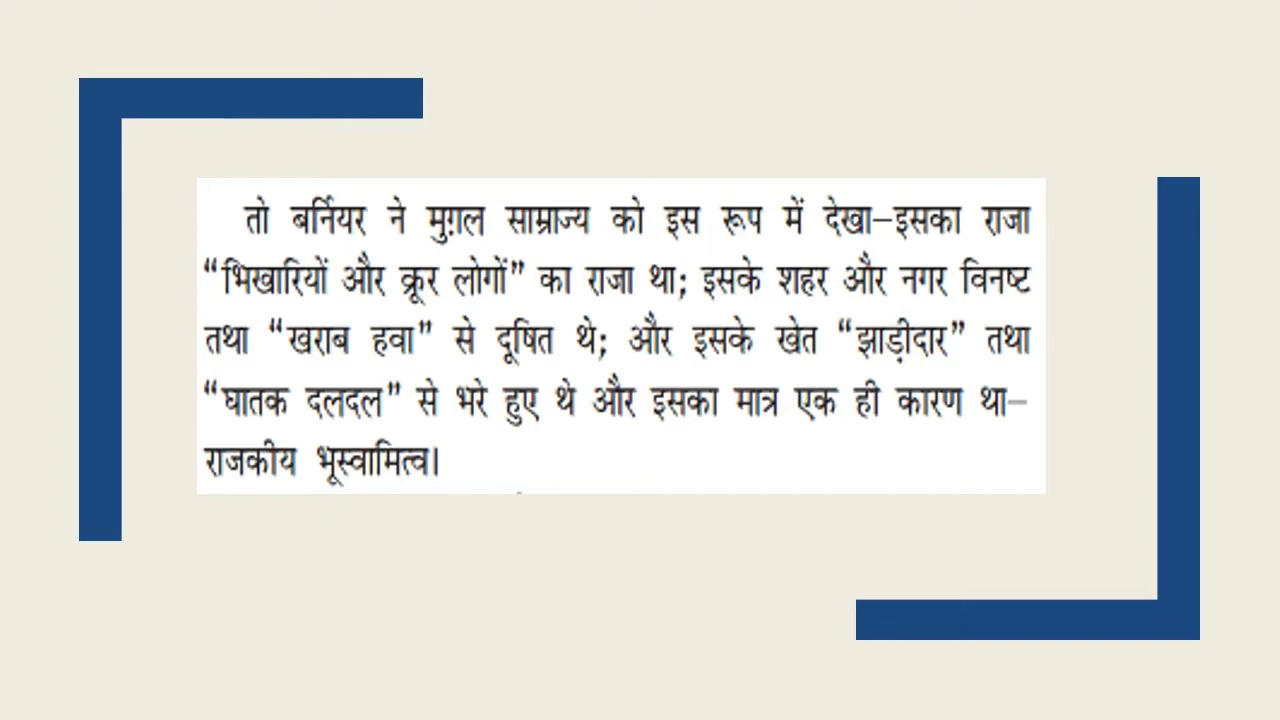 तो बर्नियर ने मुग़ल साम्राज्य को इस रूप में देखा–इसका राजा
“भिखारियों और क्रूर लोगों” का राजा था; इसके शहर और नगर विनष्ट
तथा “खराब हवा” से दूषित थे; और इसके खेत “झाड़ीदार” तथा
“घातक दलदल” से भरे हुए थे और इसका मात्र एक ही कारण था–
राजकीय भूस्वामित्व।